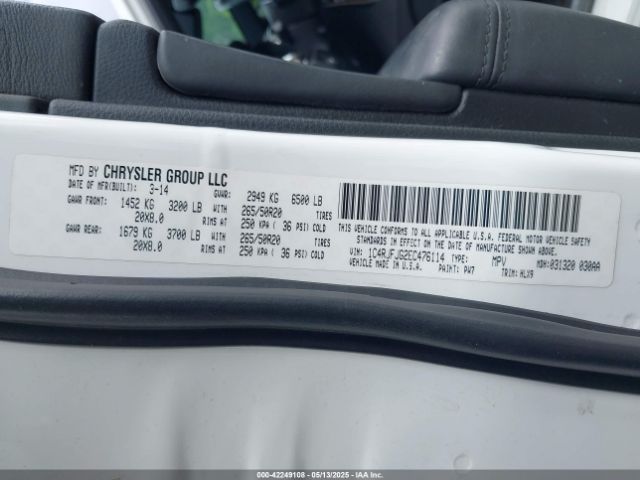 MFD BY CHRYSLER GROUP LLC
DATE OF MFR(BUILT): 3-14 GVWR: 2949 KG 6500 LB
GAWR FRONT: 1452 KG 3200 LB WITH 265/50R20 TIRES
20X8.0 RIMS AT 250 KPA( 36 PSI) COLD
GAWR REAR: 1679 KG 3700 LB WITH 265/50R20 TIRES
20X8.0 RIMS AT 250 KPA( 36 PSI) COLD
THIS VEHICLE CONFORMS TO ALL APPLICABLE U.S.A. FEDERAL MOTOR VEHICLE SAFETY
STANDARDS IN EFFECT ON THE DATE OF MANUFACTURE SHOWN ABOVE.
VIN: 1C4RJFJG2EC476114 TYPE: MPV MDH: 031320 030AA
VEHICLE MADE IN U.S.A. PAINT: PW7 TRIM: HLX9
000-42249108 - 05/13/2025 - IAAI.COM